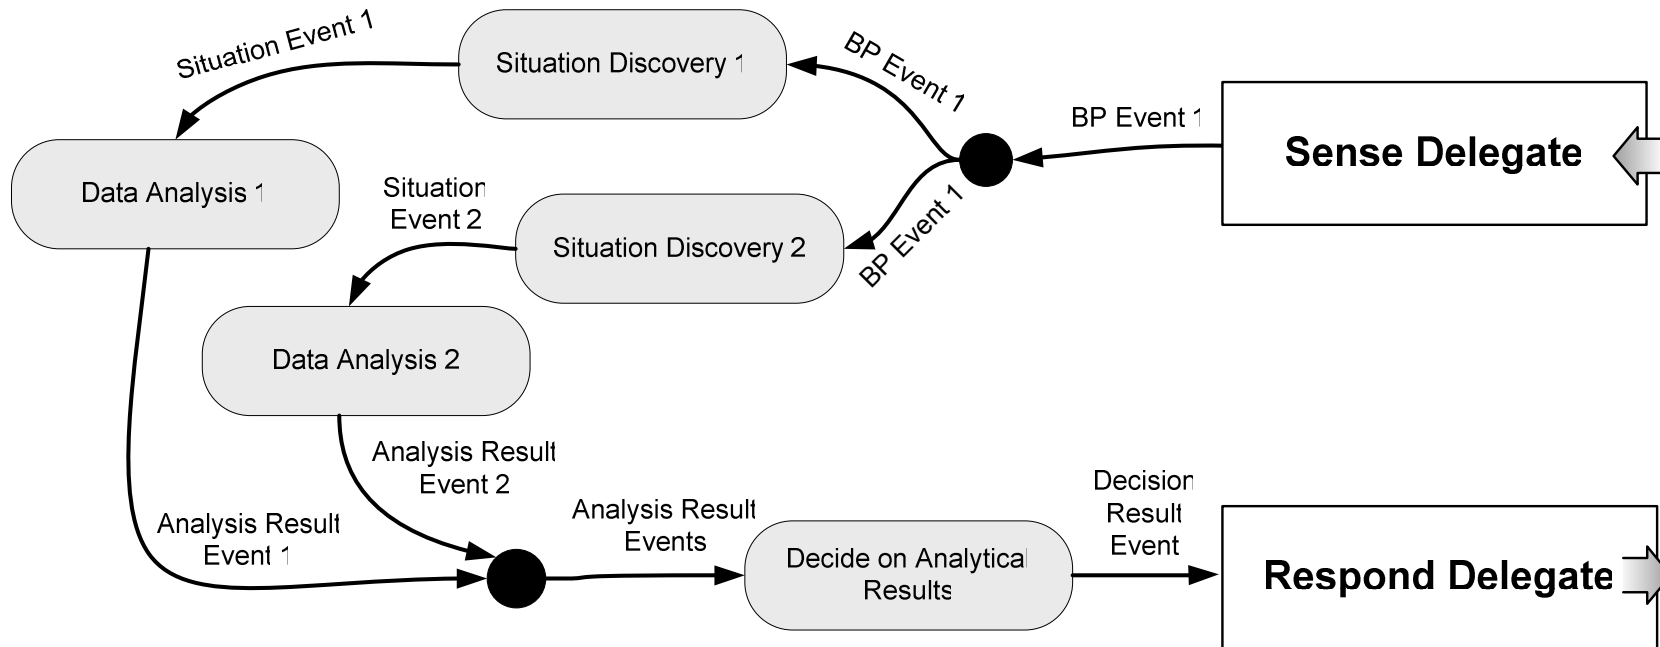 Situation Event 1
Situation Discovery 1
BP Event 1
BP Event 1
Sense Delegate
Data Analysis 1
Situation
Event 2
Situation Discovery 2
BP Event 1
Data Analysis 2
Analysis Result
Event 2
Analysis Result
Event 1
Analysis Result
Events
Decide on Analytical
Results
Decision
Result
Event
Respond Delegate